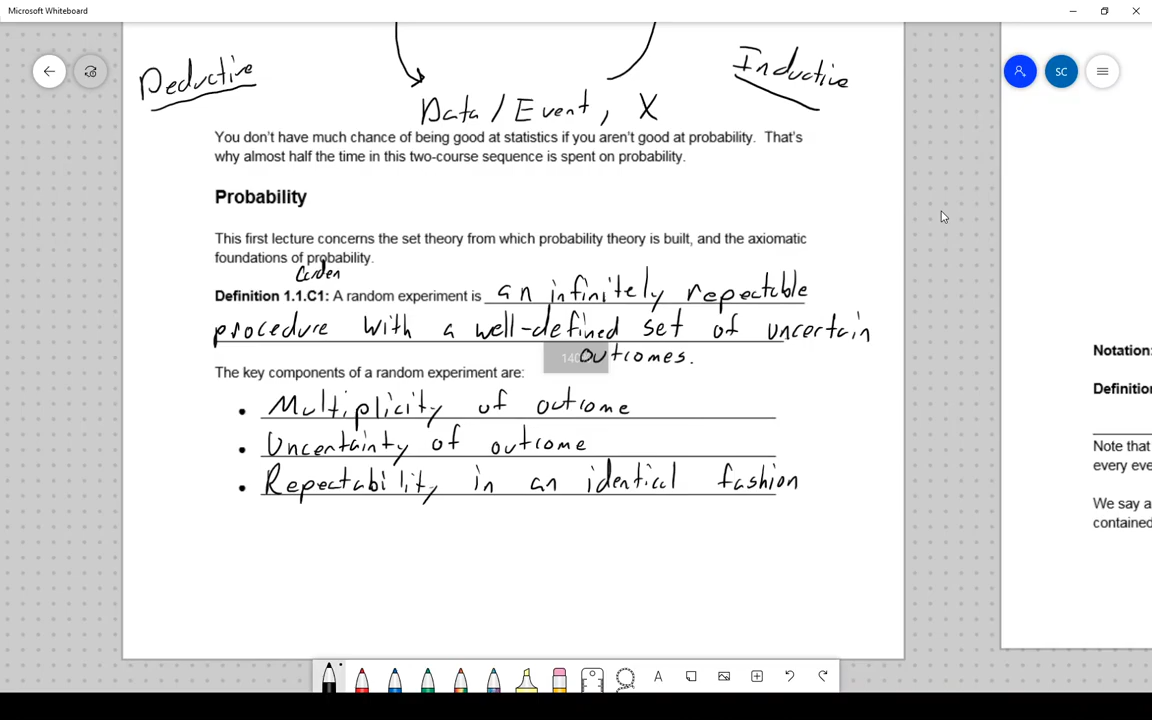 Microsoft Whiteboard
Deductive
Inductive
SC
Data / Event, X
You don't have much chance of being good at statistics if you aren't good at probability. That's
why almost half the time in this two-course sequence is spent on probability.
Probability
This first lecture concerns the set theory from which probability theory is built, and the axiomatic
foundations of probability.
Definition 1.1.C1: A random experiment is an infinitely repeatable
procedure with a well-defined set of uncertain
outcomes.
The key components of a random experiment are:
• Multiplicity of outcome
• Uncertainty of outcome
• Repeatability in an identical fashion
Notation:
Definitio
Note that
every eve
We say a
contained